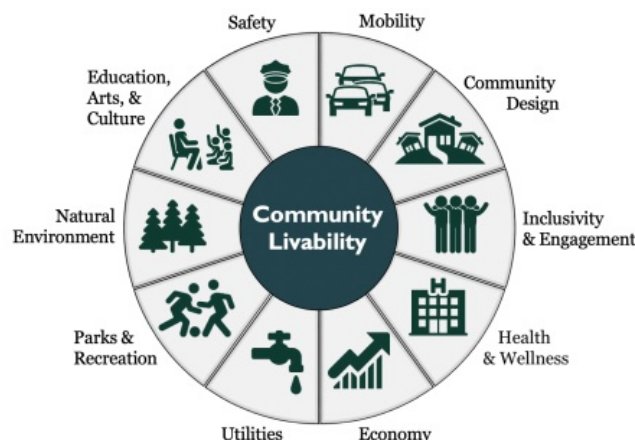 Safety
Mobility
Education,
Arts, &
Culture
Community
Design
Natural
Environment
Community
Livability
Inclusivity
& Engagement
H
Parks &
Recreation
Health
& Wellness
Utilities
Economy